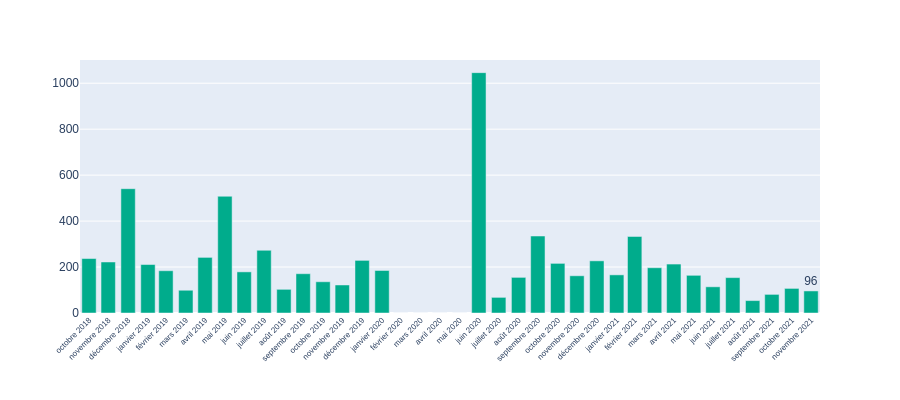 1000
800
600
400
200
0
96
octobre 2018
novembre 2018
décembre 2018
janvier 2019
février 2019
mars 2019
avril 2019
mai 2019
juin 2019
juillet 2019
août 2019
septembre 2019
octobre 2019
novembre 2019
décembre 2019
janvier 2020
février 2020
mars 2020
avril 2020
mai 2020
juin 2020
juillet 2020
août 2020
septembre 2020
octobre 2020
novembre 2020
décembre 2020
janvier 2021
février 2021
mars 2021
avril 2021
mai 2021
juin 2021
juillet 2021
août 2021
septembre 2021
octobre 2021
novembre 2021